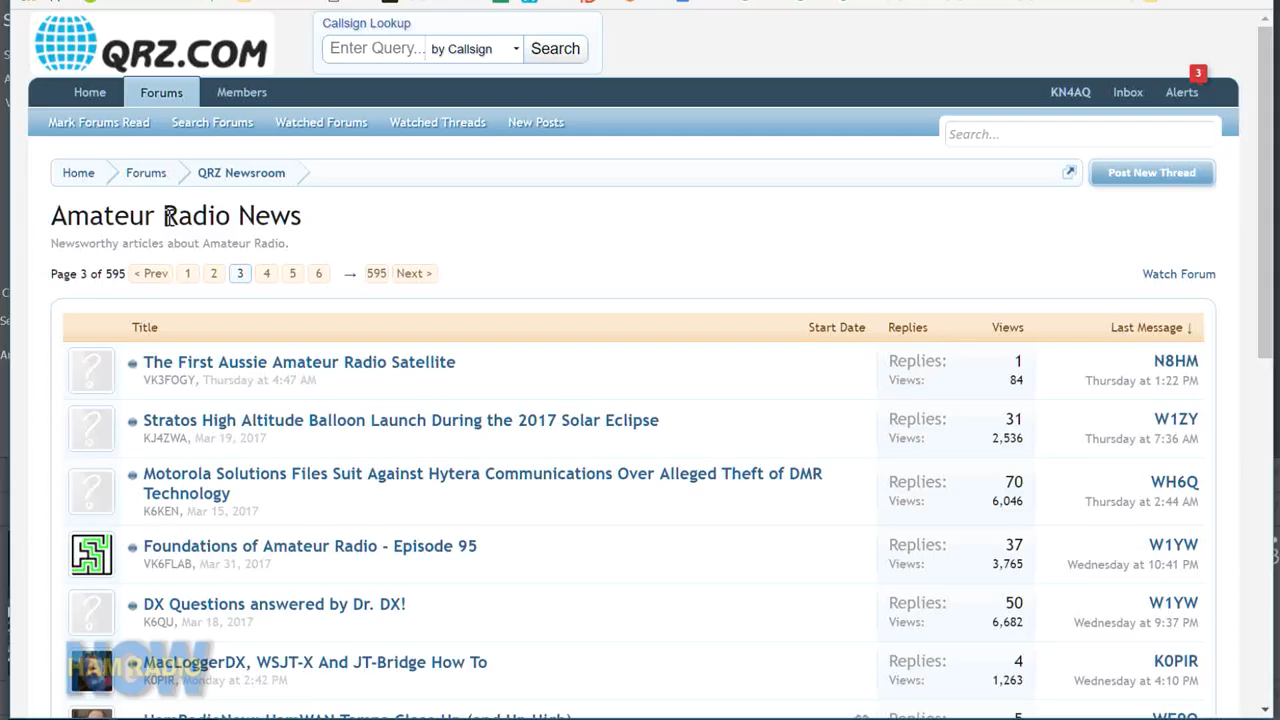 Callsign Lookup
QRZ.COM
Enter Query... by Callsign Search
3
Home Forums Members KN4AQ Inbox Alerts
Mark Forums Read Search Forums Watched Forums Watched Threads New Posts
Search...
Home Forums QRZ Newsroom Post New Thread
Amateur Radio News
Newsworthy articles about Amateur Radio.
Page 3 of 595 < Prev 1 2 3 4 5 6 → 595 Next > Watch Forum
Title Start Date Replies Views Last Message ↓
The First Aussie Amateur Radio Satellite Replies: 1 N8HM
VK3FOGY, Thursday at 4:47 AM Views: 84 Thursday at 1:22 PM
Stratos High Altitude Balloon Launch During the 2017 Solar Eclipse Replies: 31 W1ZY
KJ4ZWA, Mar 19, 2017 Views: 2,536 Thursday at 7:36 AM
Motorola Solutions Files Suit Against Hytera Communications Over Alleged Theft of DMR Replies: 70 WH6Q
Technology Views: 6,046 Thursday at 2:44 AM
K6KEN, Mar 15, 2017
Foundations of Amateur Radio - Episode 95 Replies: 37 W1YW
VK6FLAB, Mar 31, 2017 Views: 3,765 Wednesday at 10:41 PM
DX Questions answered by Dr. DX! Replies: 50 W1YW
K6QU, Mar 18, 2017 Views: 6,682 Wednesday at 9:37 PM
MacLoggerDX, WSJT-X And JT-Bridge How To Replies: 4 K0PIR
K0PIR, Monday at 2:42 PM Views: 1,263 Wednesday at 4:10 PM
HAM RADIO
NOW